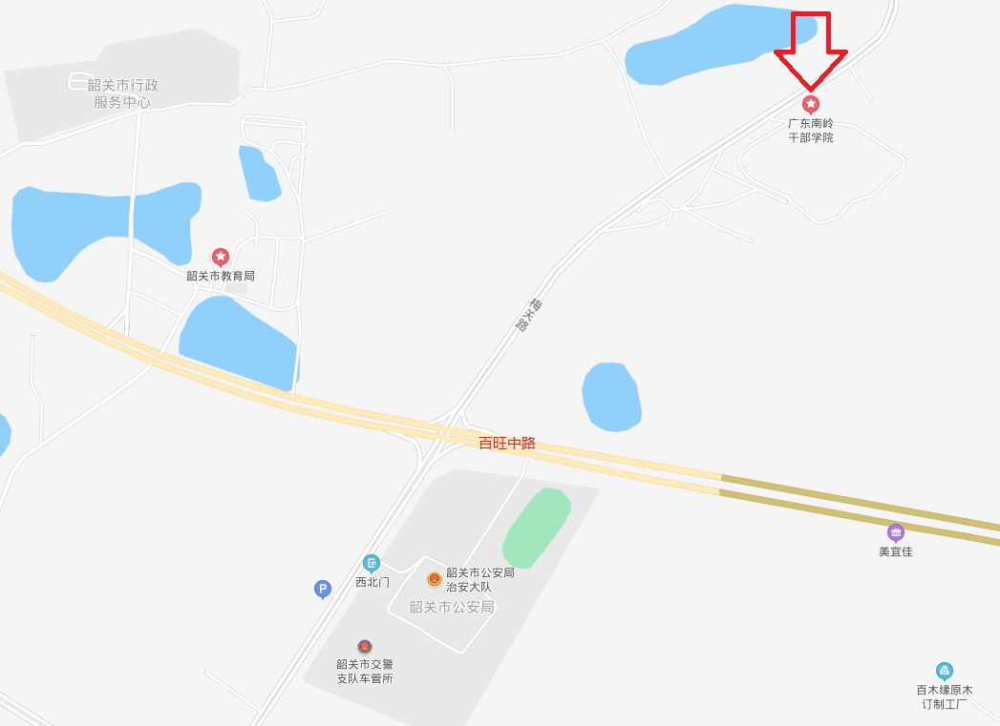 韶关市行政
服务中心
广东南岭
干部学院
韶关市教育局
梅关路
百旺中路
美宜佳
西北门
韶关市公安局
治安大队
韶关市公安局
P
韶关市交警
支队车管所
百木缘原木
订制工厂